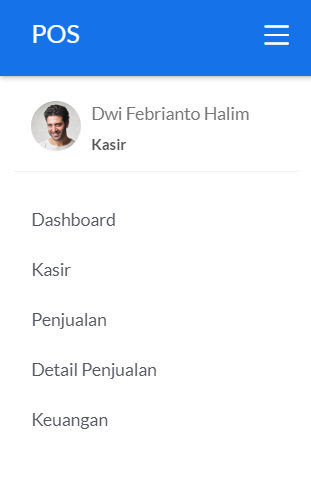 POS
Dwi Febrianto Halim
Kasir
Dashboard
Kasir
Penjualan
Detail Penjualan
Keuangan